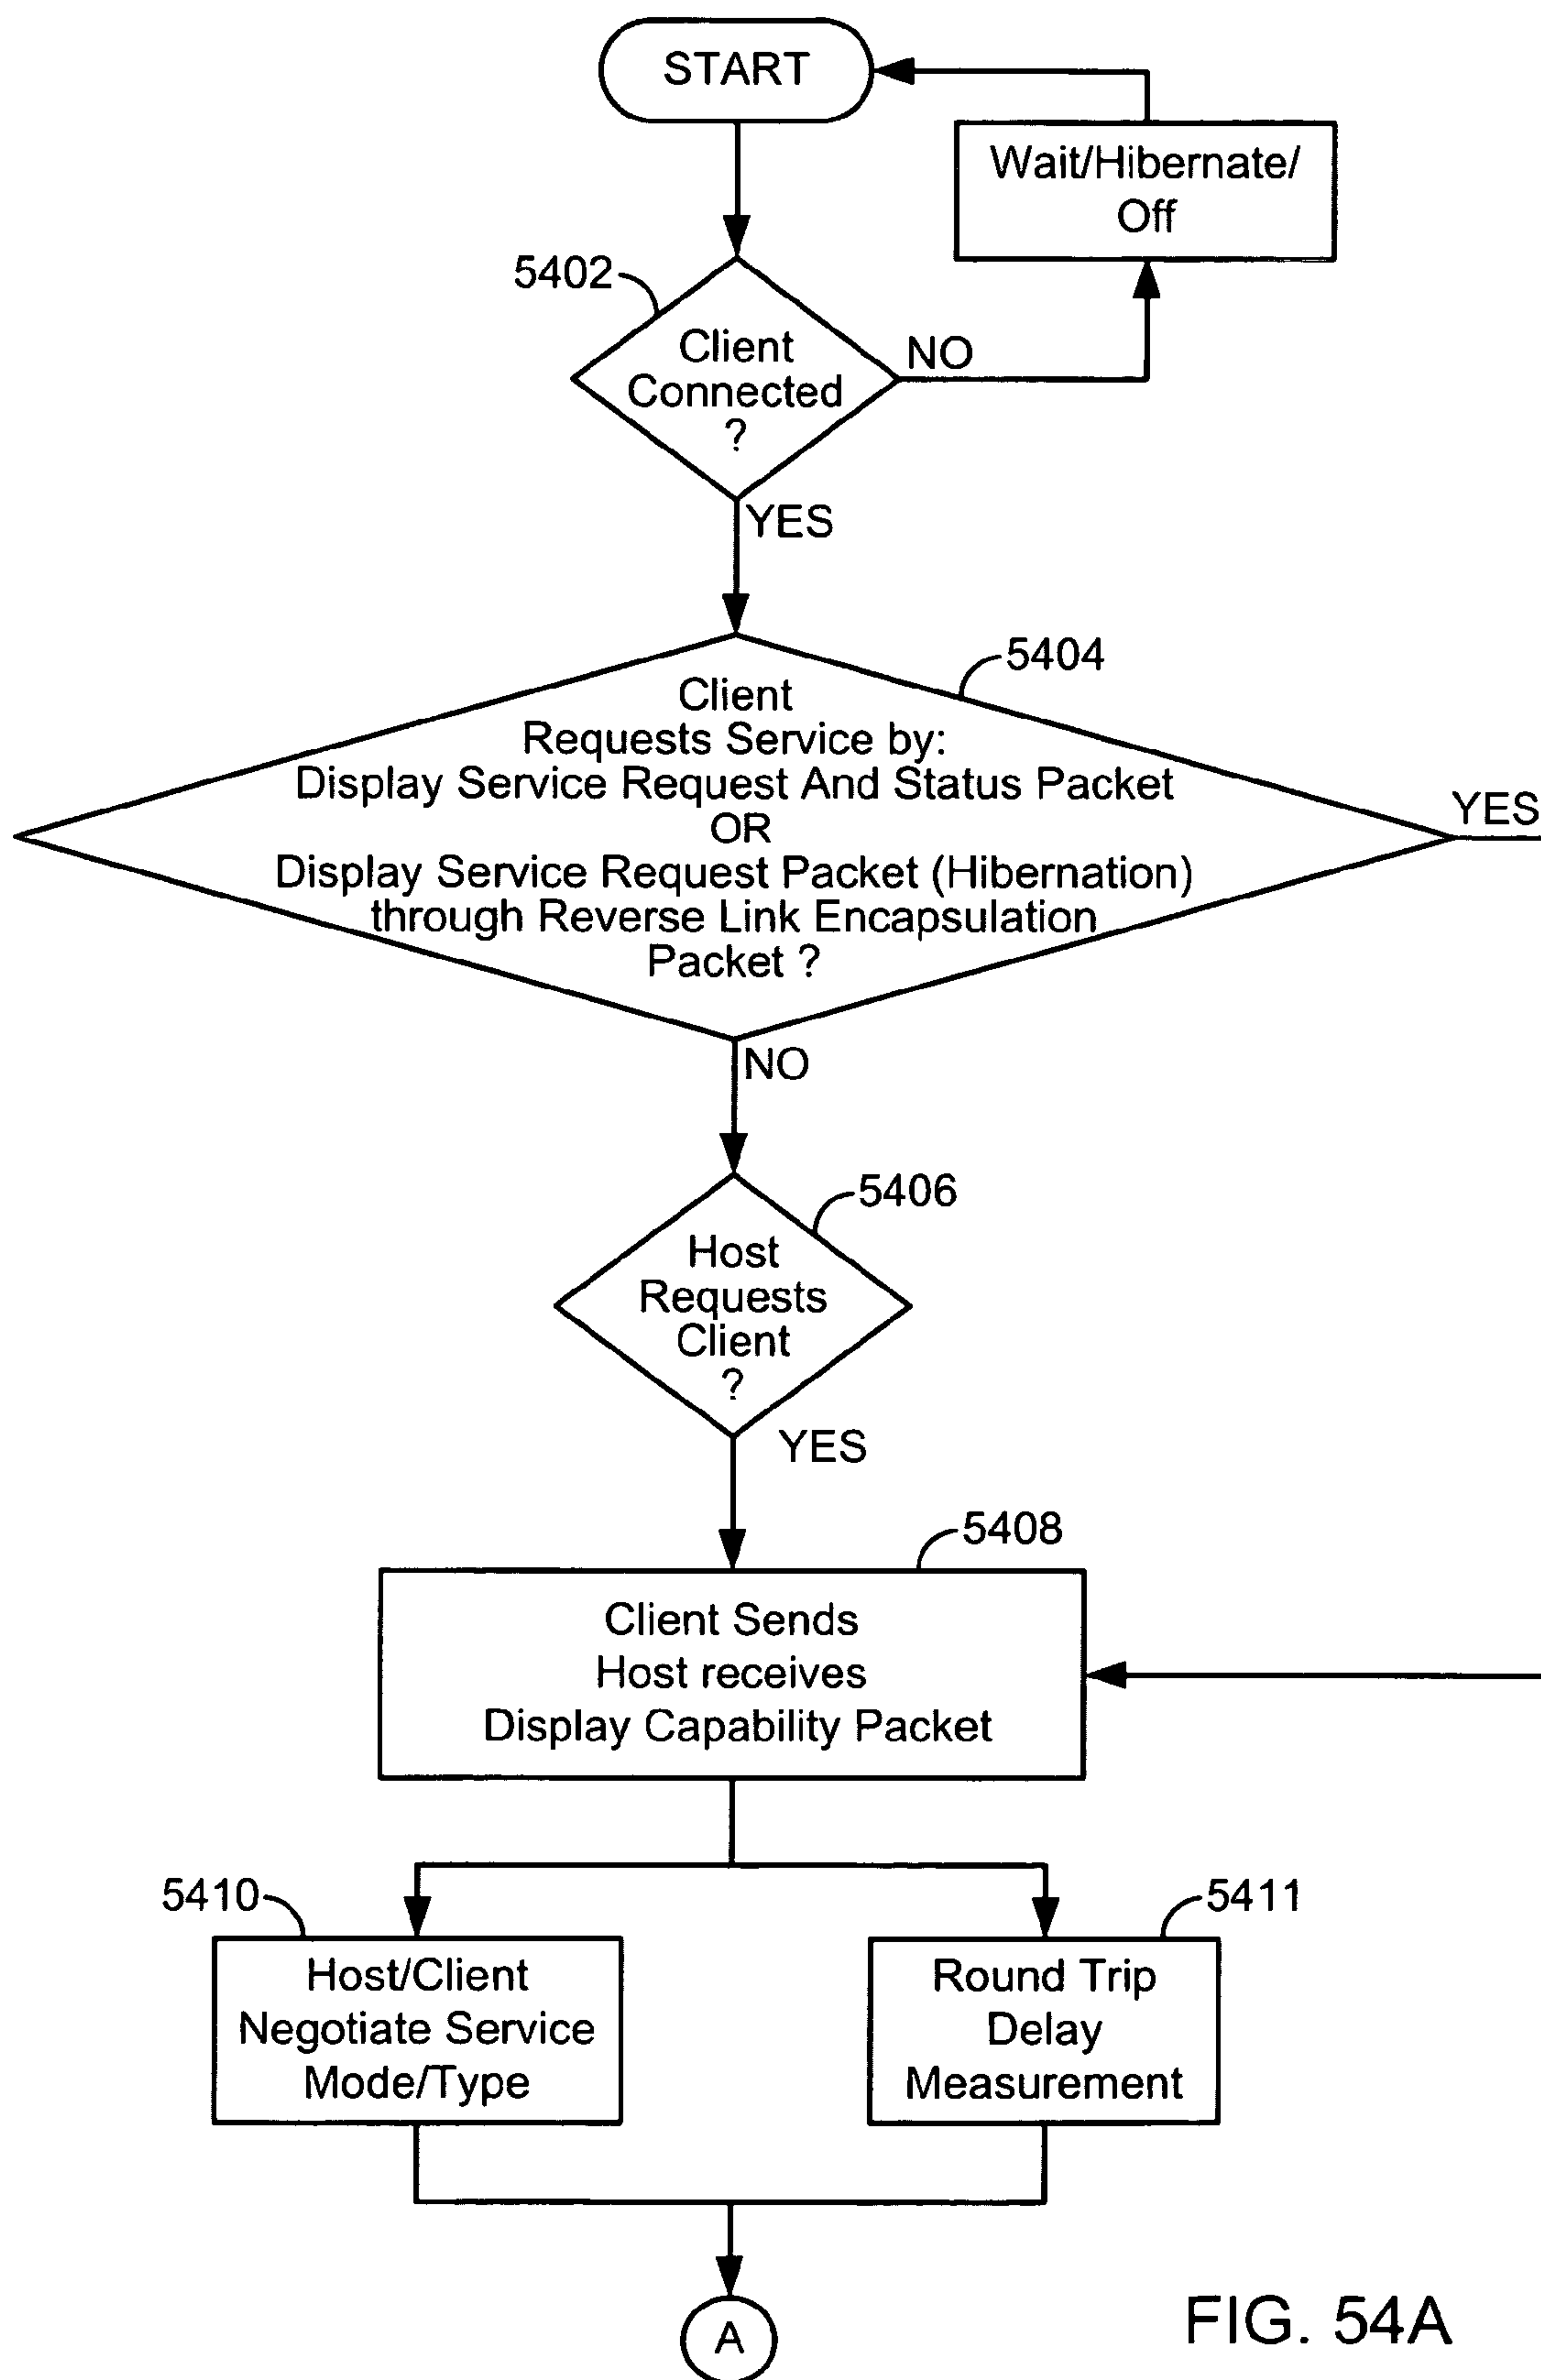 START
Wait/Hibernate/
Off
5402
Client
Connected
?
NO
YES
5404
Client
Requests Service by:
Display Service Request And Status Packet
OR
Display Service Request Packet (Hibernation)
through Reverse Link Encapsulation
Packet ?
YES
NO
5406
Host
Requests
Client
?
YES
5408
Client Sends
Host receives
Display Capability Packet
5410
Host/Client
Negotiate Service
Mode/Type
5411
Round Trip
Delay
Measurement
A
FIG. 54A